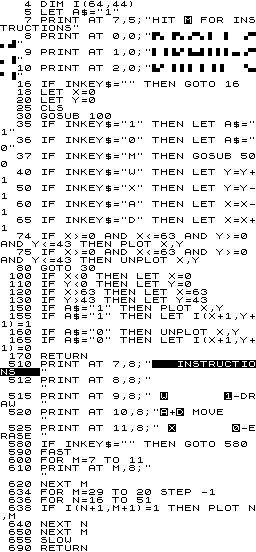 4 DIM I(64,44)
5 LET A$="1"
7 PRINT AT 7,5;"HIT M FOR INS
TRUCTIONS"
8 PRINT AT 0,0;"
"
9 PRINT AT 1,0;"
"
10 PRINT AT 2,0;"
"
16 IF INKEY$="" THEN GOTO 16
18 LET X=0
20 LET Y=0
25 CLS
30 GOSUB 100
35 IF INKEY$="1" THEN LET A$="
1"
36 IF INKEY$="0" THEN LET A$="
0"
37 IF INKEY$="M" THEN GOSUB 50
0
40 IF INKEY$="W" THEN LET Y=Y+
1
50 IF INKEY$="X" THEN LET Y=Y-
1
60 IF INKEY$="A" THEN LET X=X-
1
65 IF INKEY$="D" THEN LET X=X+
1
74 IF X>=0 AND X<=63 AND Y>=0
AND Y<=43 THEN PLOT X,Y
75 IF X>=0 AND X<=63 AND Y>=0
AND Y<=43 THEN UNPLOT X,Y
80 GOTO 30
100 IF X<0 THEN LET X=0
110 IF Y<0 THEN LET Y=0
120 IF X>63 THEN LET X=63
130 IF Y>43 THEN LET Y=43
150 IF A$="1" THEN PLOT X,Y
155 IF A$="1" THEN LET I(X+1,Y+
1)=1
160 IF A$="0" THEN UNPLOT X,Y
165 IF A$="0" THEN LET I(X+1,Y+
1)=0
170 RETURN
510 PRINT AT 7,8;" INSTRUCTIO
NS "
512 PRINT AT 8,8;"
"
515 PRINT AT 9,8;" W 1-DR
AW "
520 PRINT AT 10,8;"A+D MOVE
"
525 PRINT AT 11,8;" X 0-E
RASE "
580 IF INKEY$="" THEN GOTO 580
590 FAST
600 FOR M=7 TO 11
610 PRINT AT M,8;"
"
620 NEXT M
634 FOR M=29 TO 20 STEP -1
636 FOR N=16 TO 51
638 IF I(N+1,M+1)=1 THEN PLOT N
,M
640 NEXT N
650 NEXT M
655 SLOW
690 RETURN